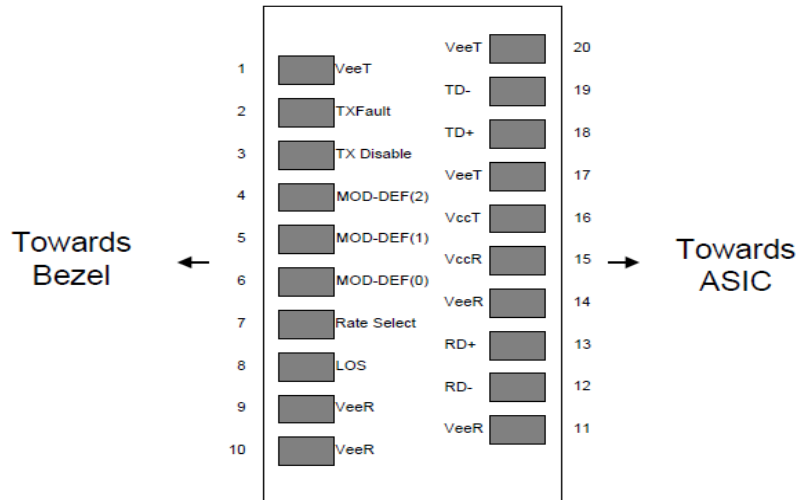 1 VeeT
2 TXFault
3 TX Disable
4 MOD-DEF(2)
5 MOD-DEF(1)
6 MOD-DEF(0)
7 Rate Select
8 LOS
9 VeeR
10 VeeR
VeeT 20
TD- 19
TD+ 18
VeeT 17
VccT 16
VccR 15
VeeR 14
RD+ 13
RD- 12
VeeR 11
Towards
Bezel
Towards
ASIC